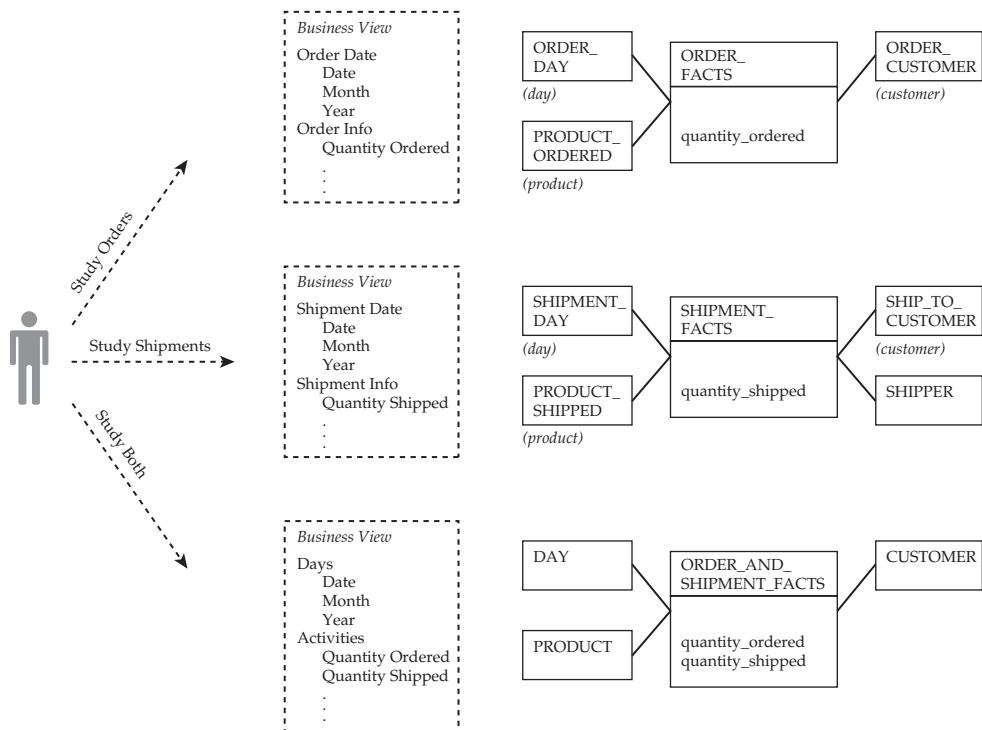 Business View
Order Date
Date
Month
Year
Order Info
Quantity Ordered
.
.
.
ORDER_
DAY
(day)
PRODUCT_
ORDERED
(product)
ORDER_
FACTS
quantity_ordered
ORDER_
CUSTOMER
(customer)
Study Orders
Study Shipments
Study Both
Business View
Shipment Date
Date
Month
Year
Shipment Info
Quantity Shipped
.
.
.
SHIPMENT_
DAY
(day)
PRODUCT_
SHIPPED
(product)
SHIPMENT_
FACTS
quantity_shipped
SHIP_TO_
CUSTOMER
(customer)
SHIPPER
Business View
Days
Date
Month
Year
Activities
Quantity Ordered
Quantity Shipped
.
.
.
DAY
PRODUCT
ORDER_AND_
SHIPMENT_FACTS
quantity_ordered
quantity_shipped
CUSTOMER